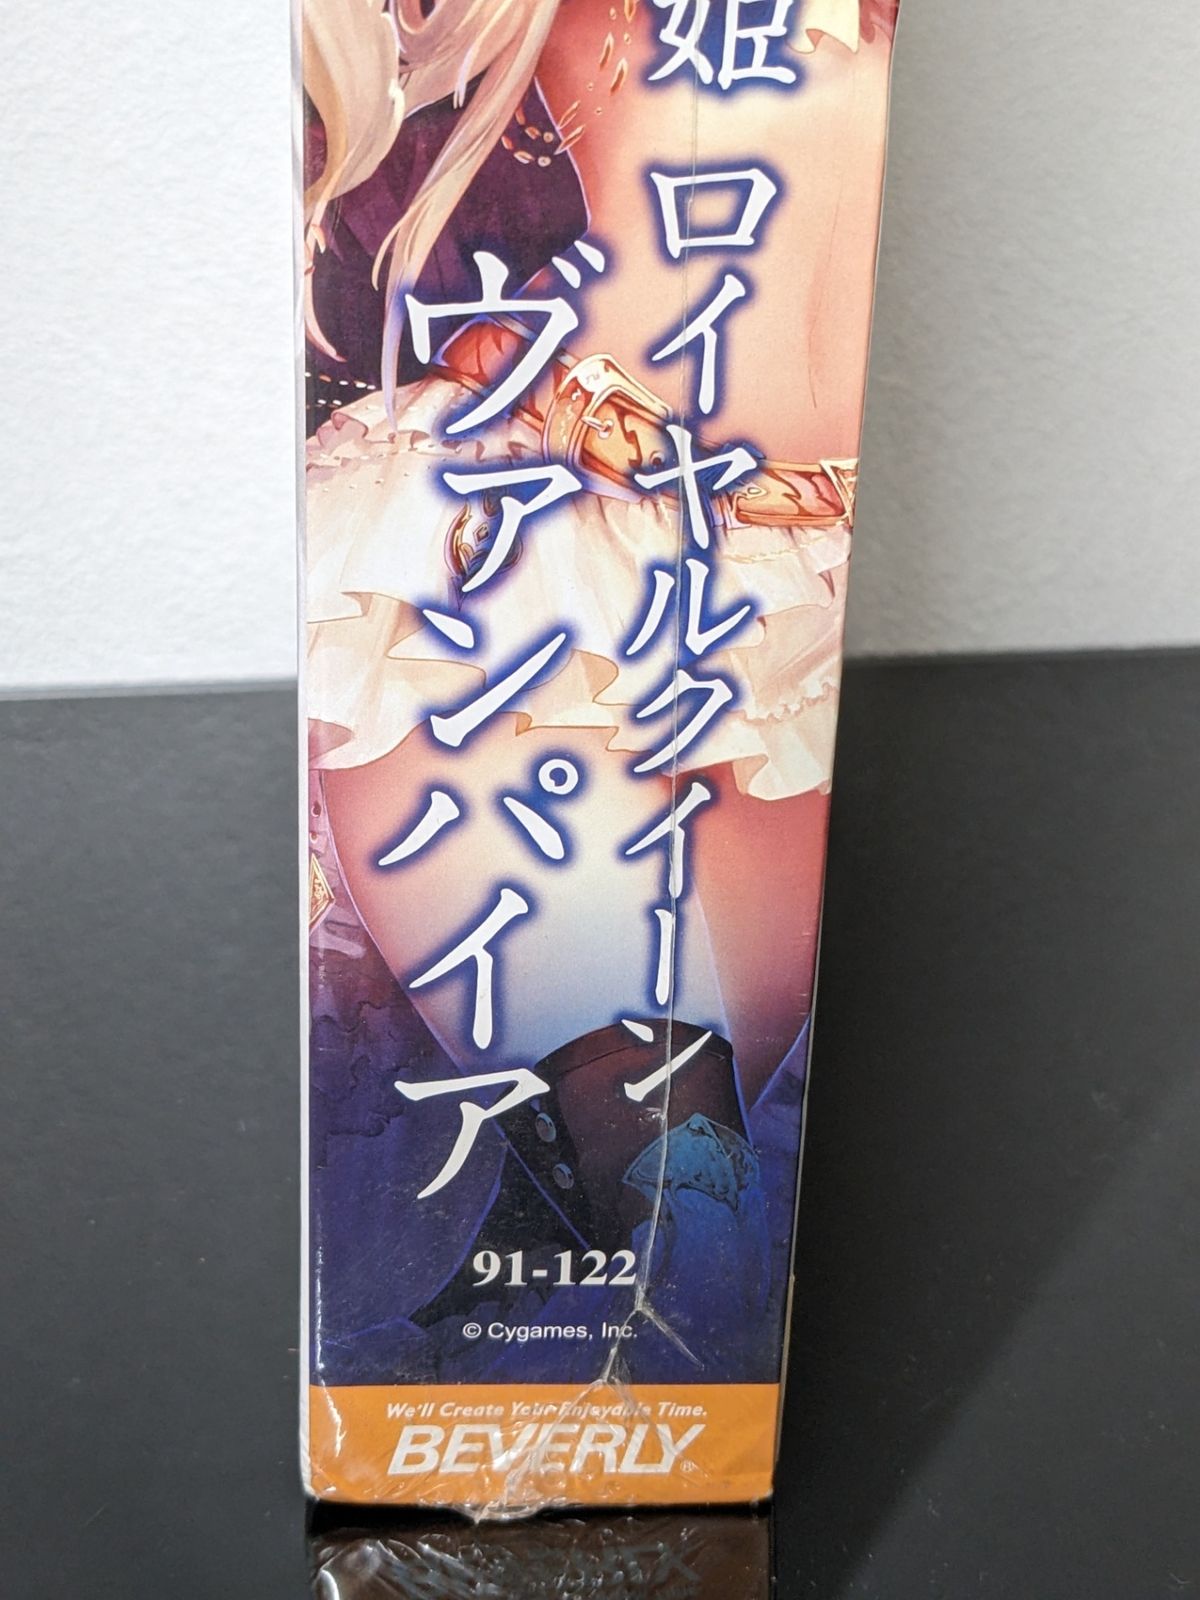 姫 ロイヤルクイーン
ヴァンパイア
91-122
© Cygames, Inc.
We'll Create Your Enjoyable Time.
BEVERLY®